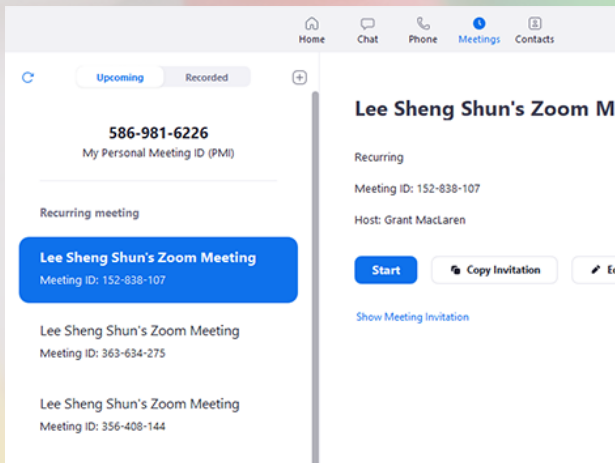 Home Chat Phone Meetings Contacts
Upcoming Recorded
586-981-6226
My Personal Meeting ID (PMI)
Recurring meeting
Lee Sheng Shun's Zoom Meeting
Meeting ID: 152-838-107
Lee Sheng Shun's Zoom Meeting
Meeting ID: 363-634-275
Lee Sheng Shun's Zoom Meeting
Meeting ID: 356-408-144
Lee Sheng Shun's Zoom M
Recurring
Meeting ID: 152-838-107
Host: Grant MacLaren
Start Copy Invitation
Show Meeting Invitation